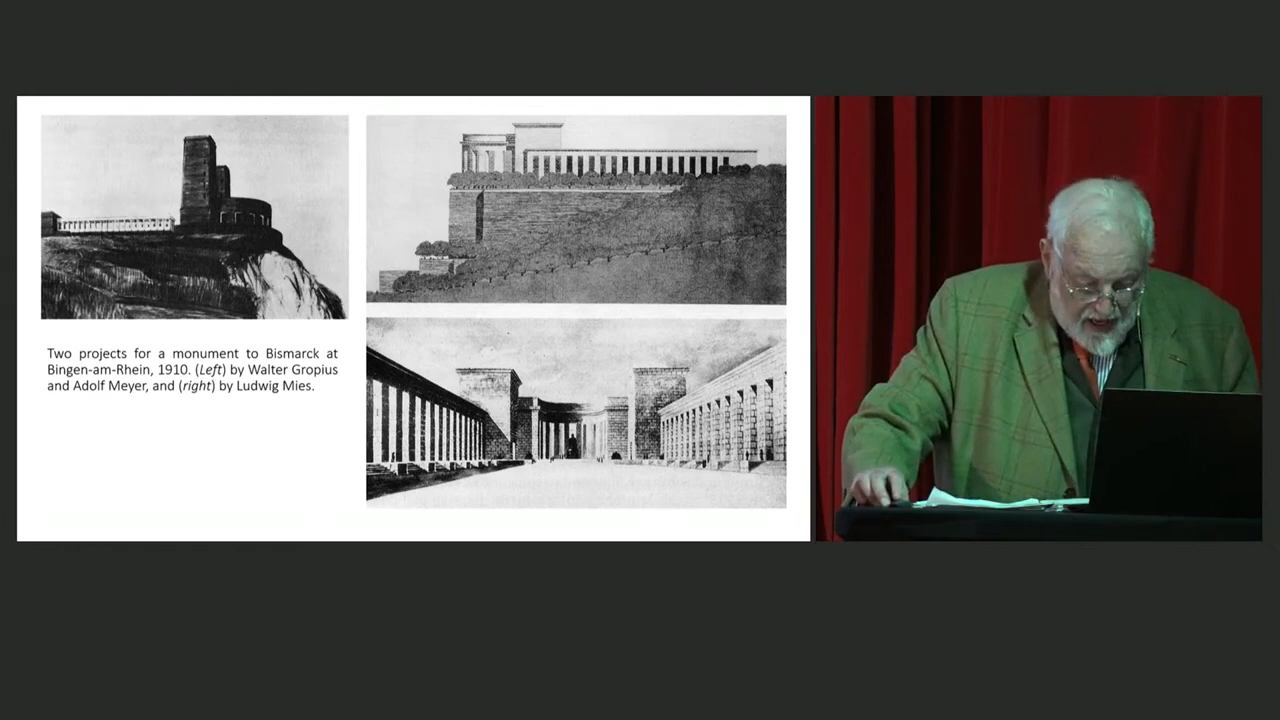 Two projects for a monument to Bismarck at
Bingen-am-Rhein, 1910. (Left) by Walter Gropius
and Adolf Meyer, and (right) by Ludwig Mies.